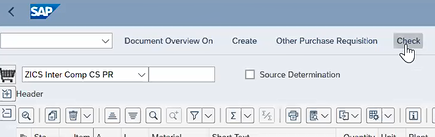 SAP
Document Overview On Create Other Purchase Requisition Check
ZICS Inter Comp CS PR Source Determination
Header
Item Material Short Text Quantity Unit Plant